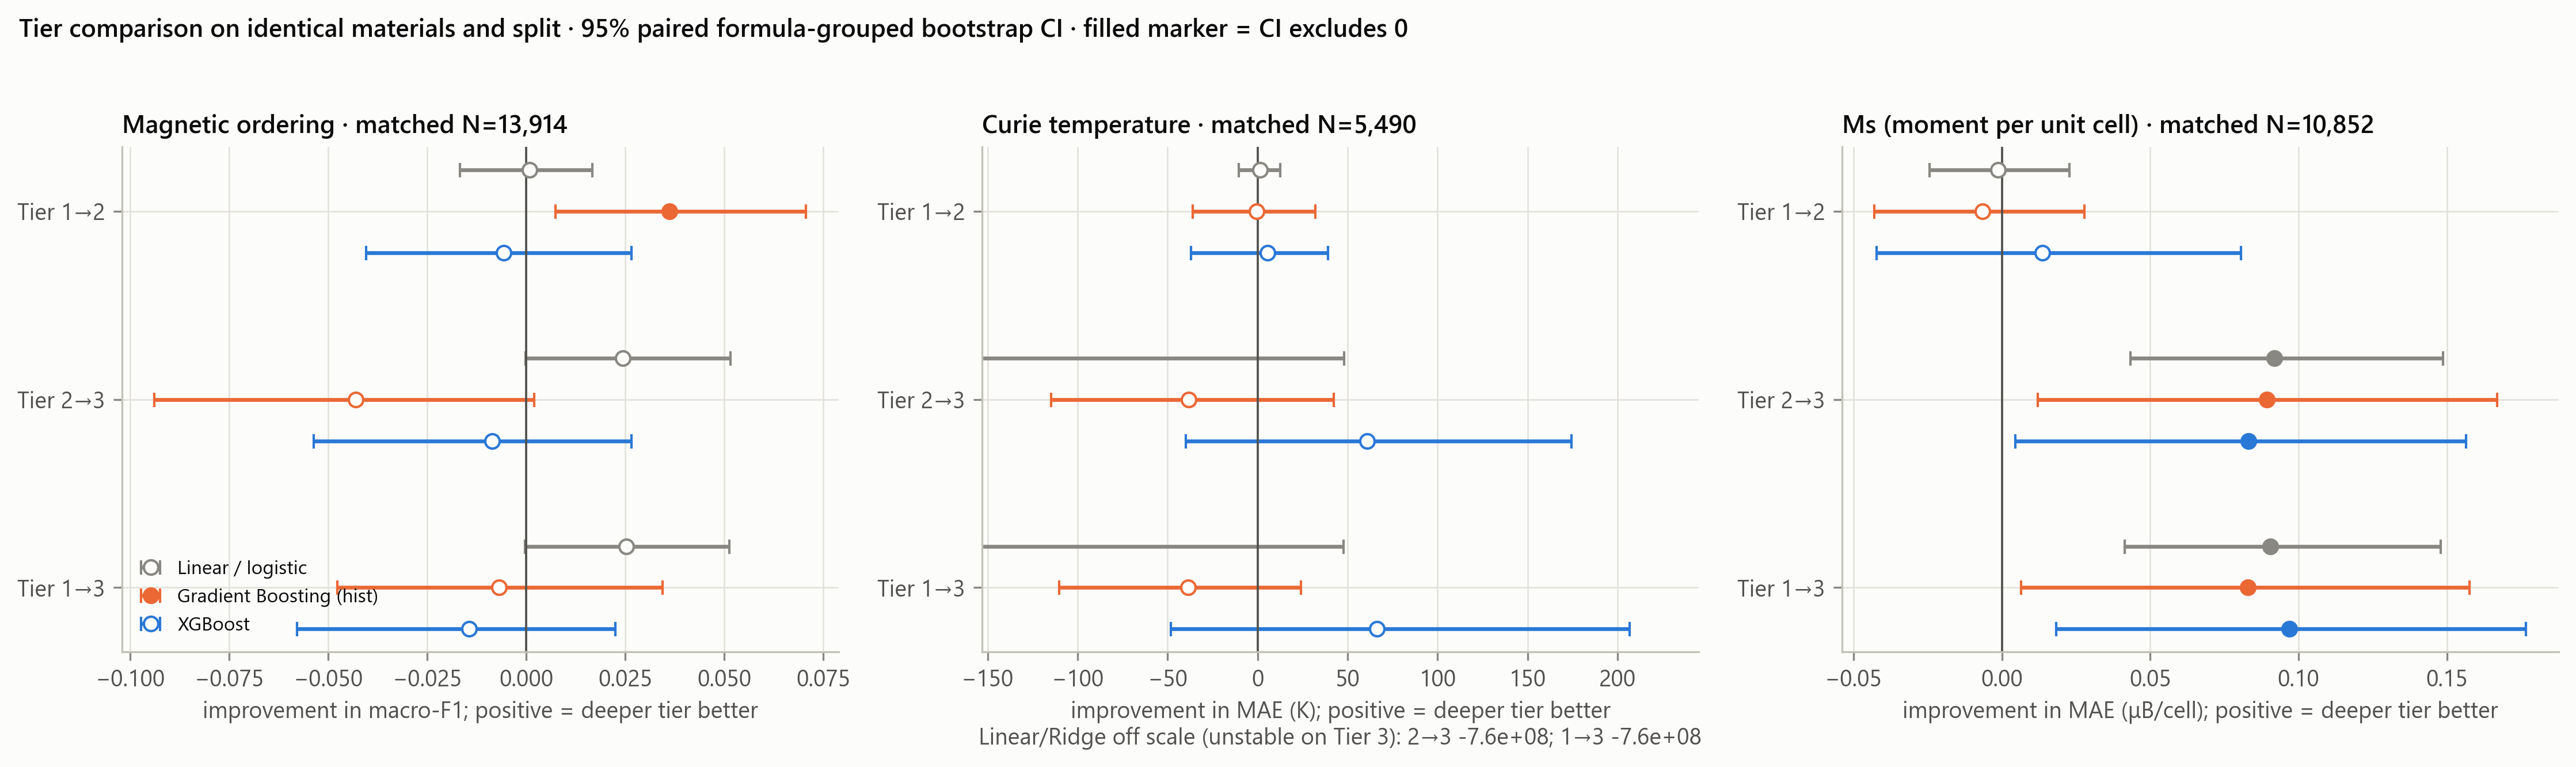 Tier comparison on identical materials and split · 95% paired formula-grouped bootstrap CI · filled marker = CI excludes 0
Magnetic ordering · matched N=13,914
Tier 1→2
Tier 2→3
Tier 1→3
Linear / logistic
Gradient Boosting (hist)
XGBoost
−0.100 −0.075 −0.050 −0.025 0.000 0.025 0.050 0.075
improvement in macro-F1; positive = deeper tier better
Curie temperature · matched N=5,490
Tier 1→2
Tier 2→3
Tier 1→3
−150 −100 −50 0 50 100 150 200
improvement in MAE (K); positive = deeper tier better
Linear/Ridge off scale (unstable on Tier 3): 2→3 -7.6e+08; 1→3 -7.6e+08
Ms (moment per unit cell) · matched N=10,852
Tier 1→2
Tier 2→3
Tier 1→3
−0.05 0.00 0.05 0.10 0.15
improvement in MAE (μB/cell); positive = deeper tier better